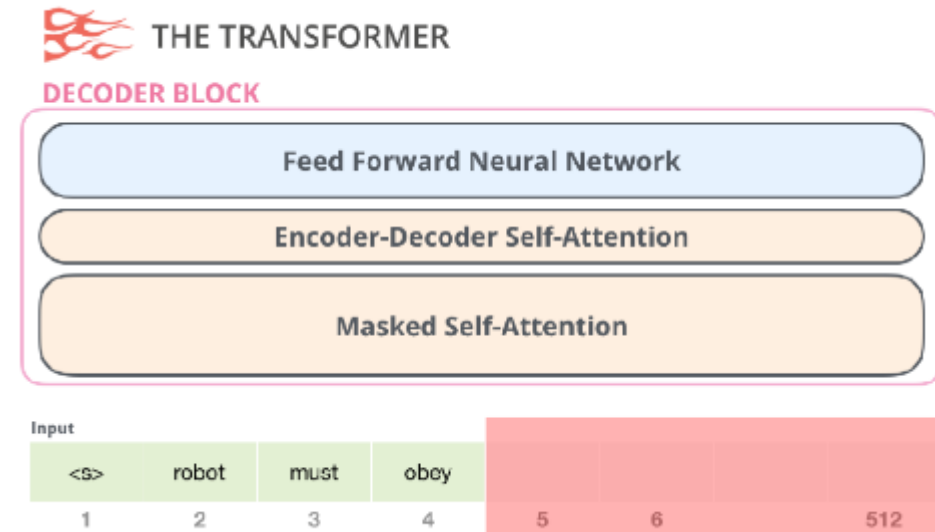 THE TRANSFORMER
DECODER BLOCK
Feed Forward Neural Network
Encoder-Decoder Self-Attention
Masked Self-Attention
Input
<s> robot must obey
1 2 3 4 5 6 512